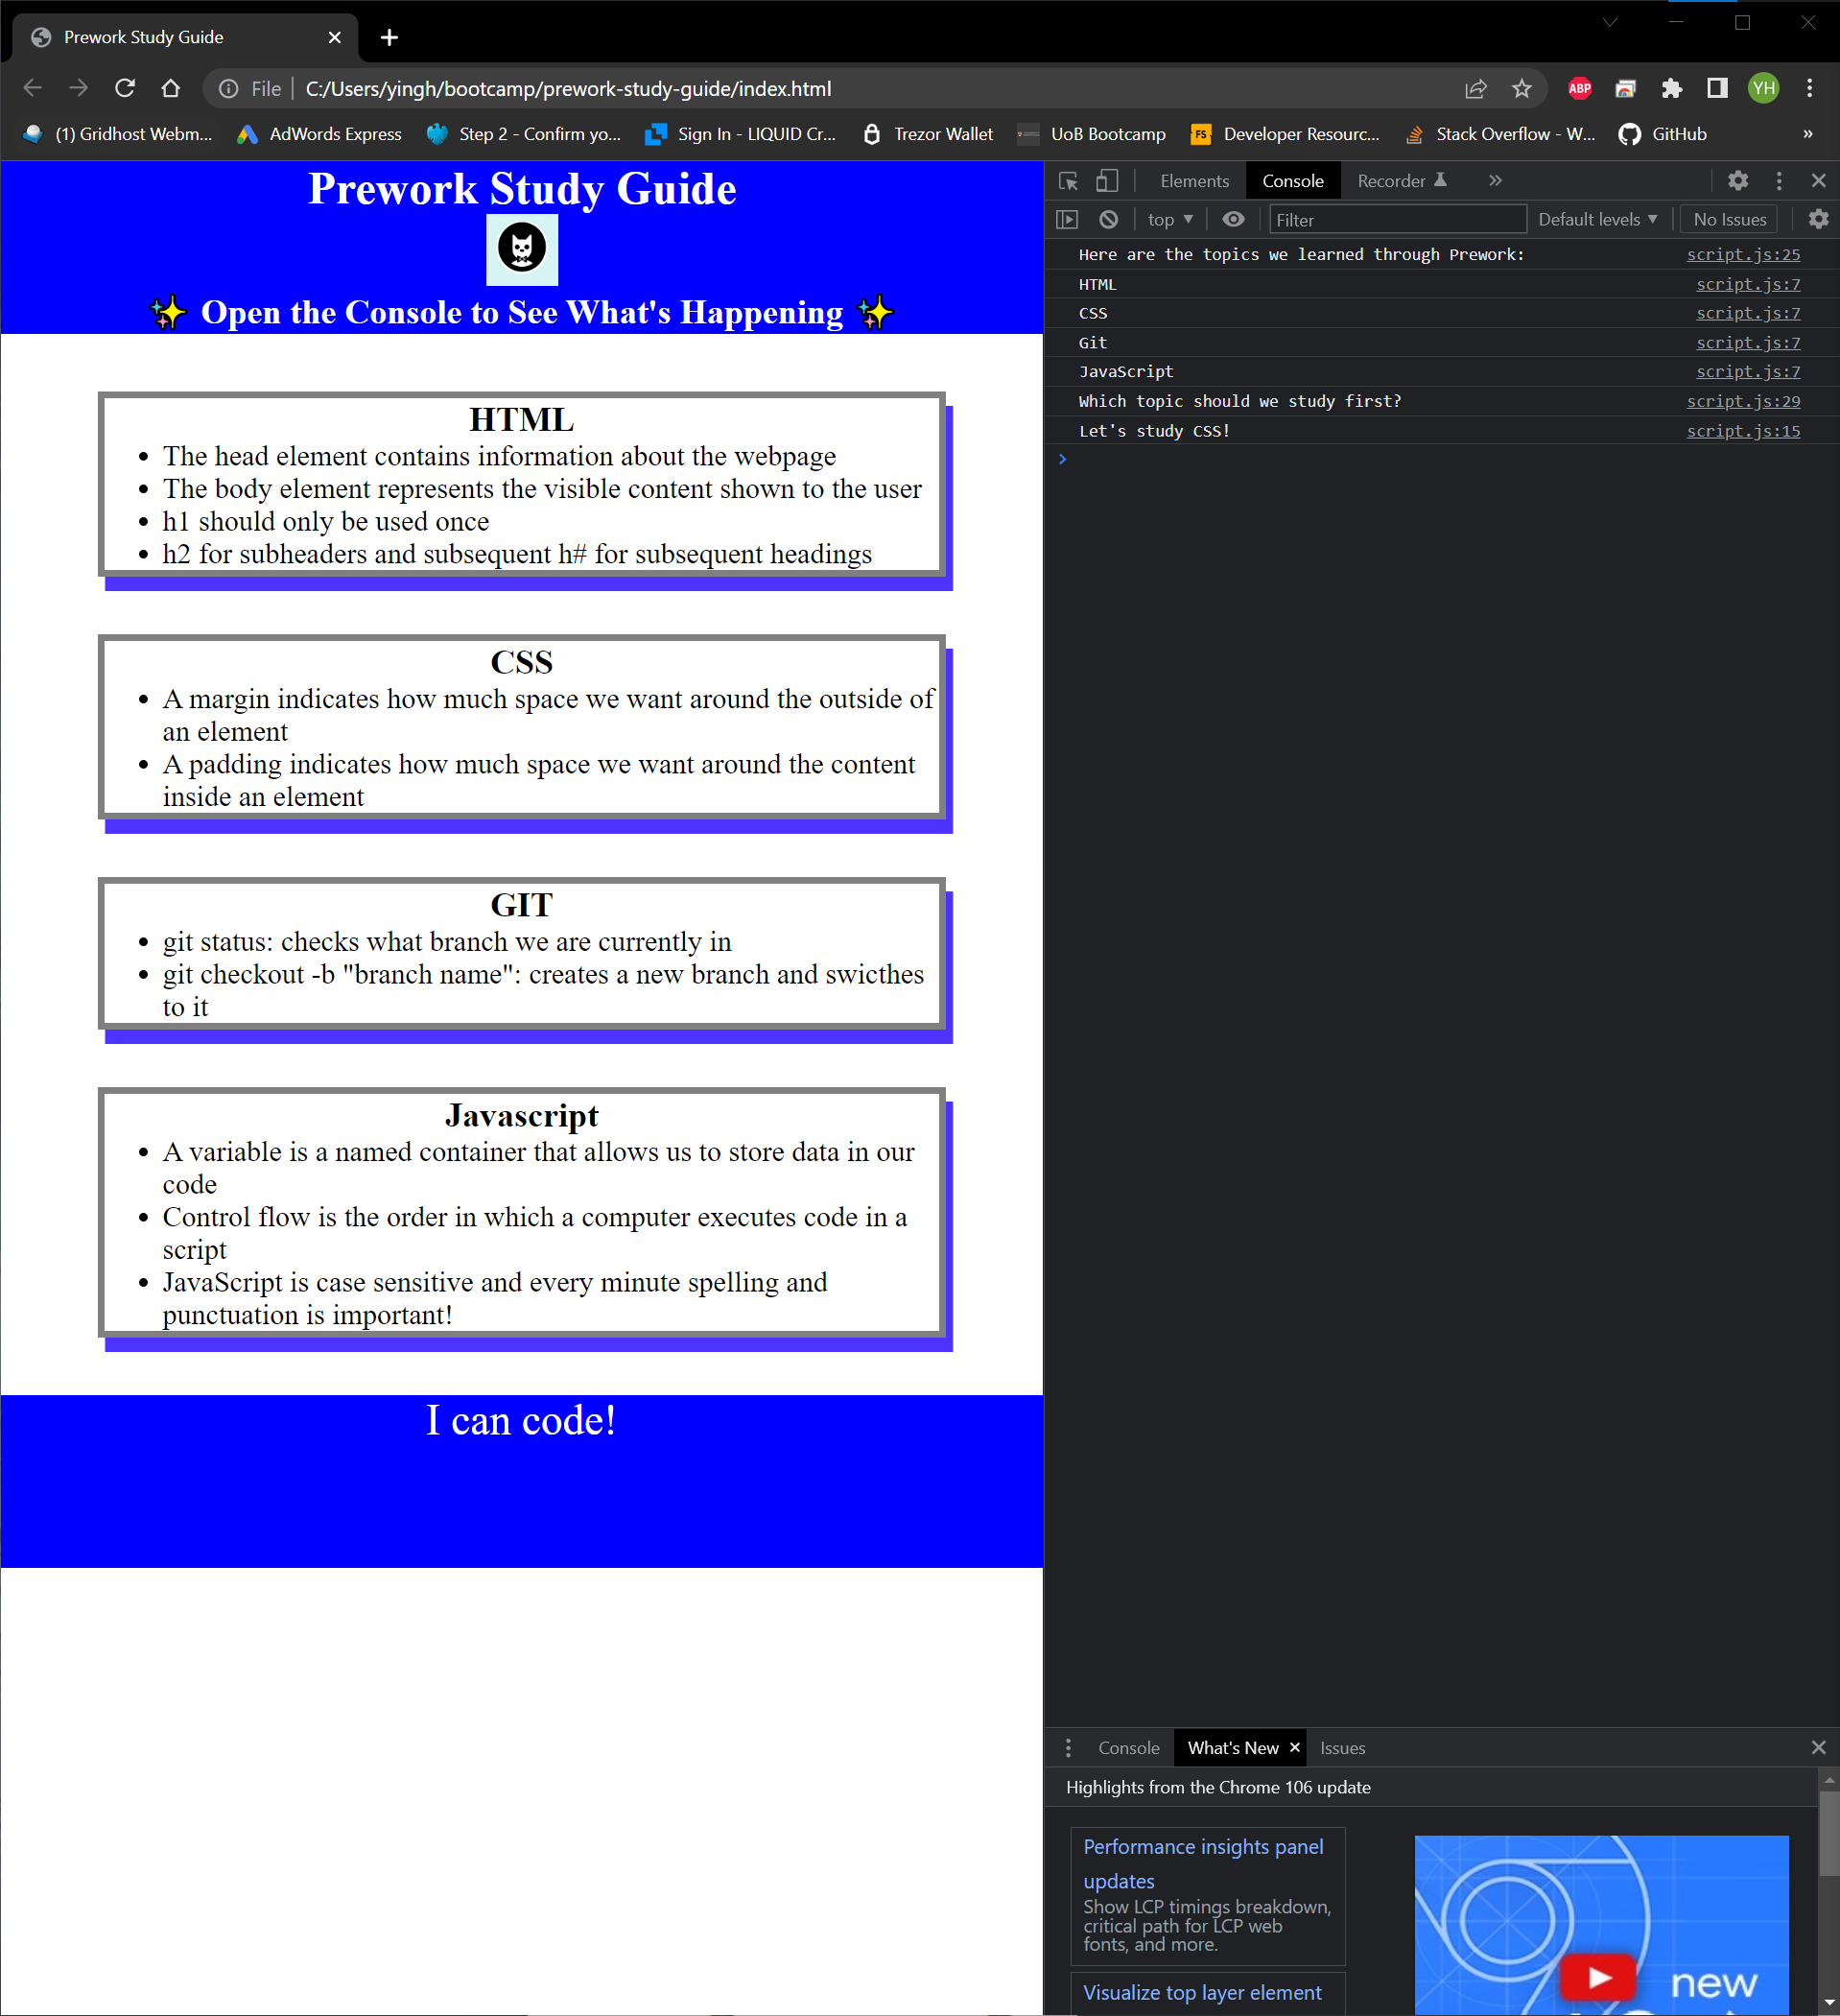 Prework Study Guide
File
C:/Users/yingh/bootcamp/prework-study-guide/index.html
ABP
YH
(1) Gridhost Webm...
AdWords Express
Step 2 - Confirm yo...
Sign In - LIQUID Cr...
Trezor Wallet
UoB Bootcamp
FS
Developer Resourc...
Stack Overflow - W...
GitHub
»
Prework Study Guide
✨ Open the Console to See What's Happening ✨
HTML
• The head element contains information about the webpage
• The body element represents the visible content shown to the user
• h1 should only be used once
• h2 for subheaders and subsequent h# for subsequent headings
CSS
• A margin indicates how much space we want around the outside of
an element
• A padding indicates how much space we want around the content
inside an element
GIT
• git status: checks what branch we are currently in
• git checkout -b "branch name": creates a new branch and swicthes
to it
Javascript
• A variable is a named container that allows us to store data in our
code
• Control flow is the order in which a computer executes code in a
script
• JavaScript is case sensitive and every minute spelling and
punctuation is important!
I can code!
Elements
Console
Recorder
»
top
Filter
Default levels
No Issues
Here are the topics we learned through Prework: script.js:25
HTML script.js:7
CSS script.js:7
Git script.js:7
JavaScript script.js:7
Which topic should we study first? script.js:29
Let's study CSS! script.js:15
Console
What's New
Issues
Highlights from the Chrome 106 update
Performance insights panel
updates
Show LCP timings breakdown,
critical path for LCP web
fonts, and more.
Visualize top layer element
new